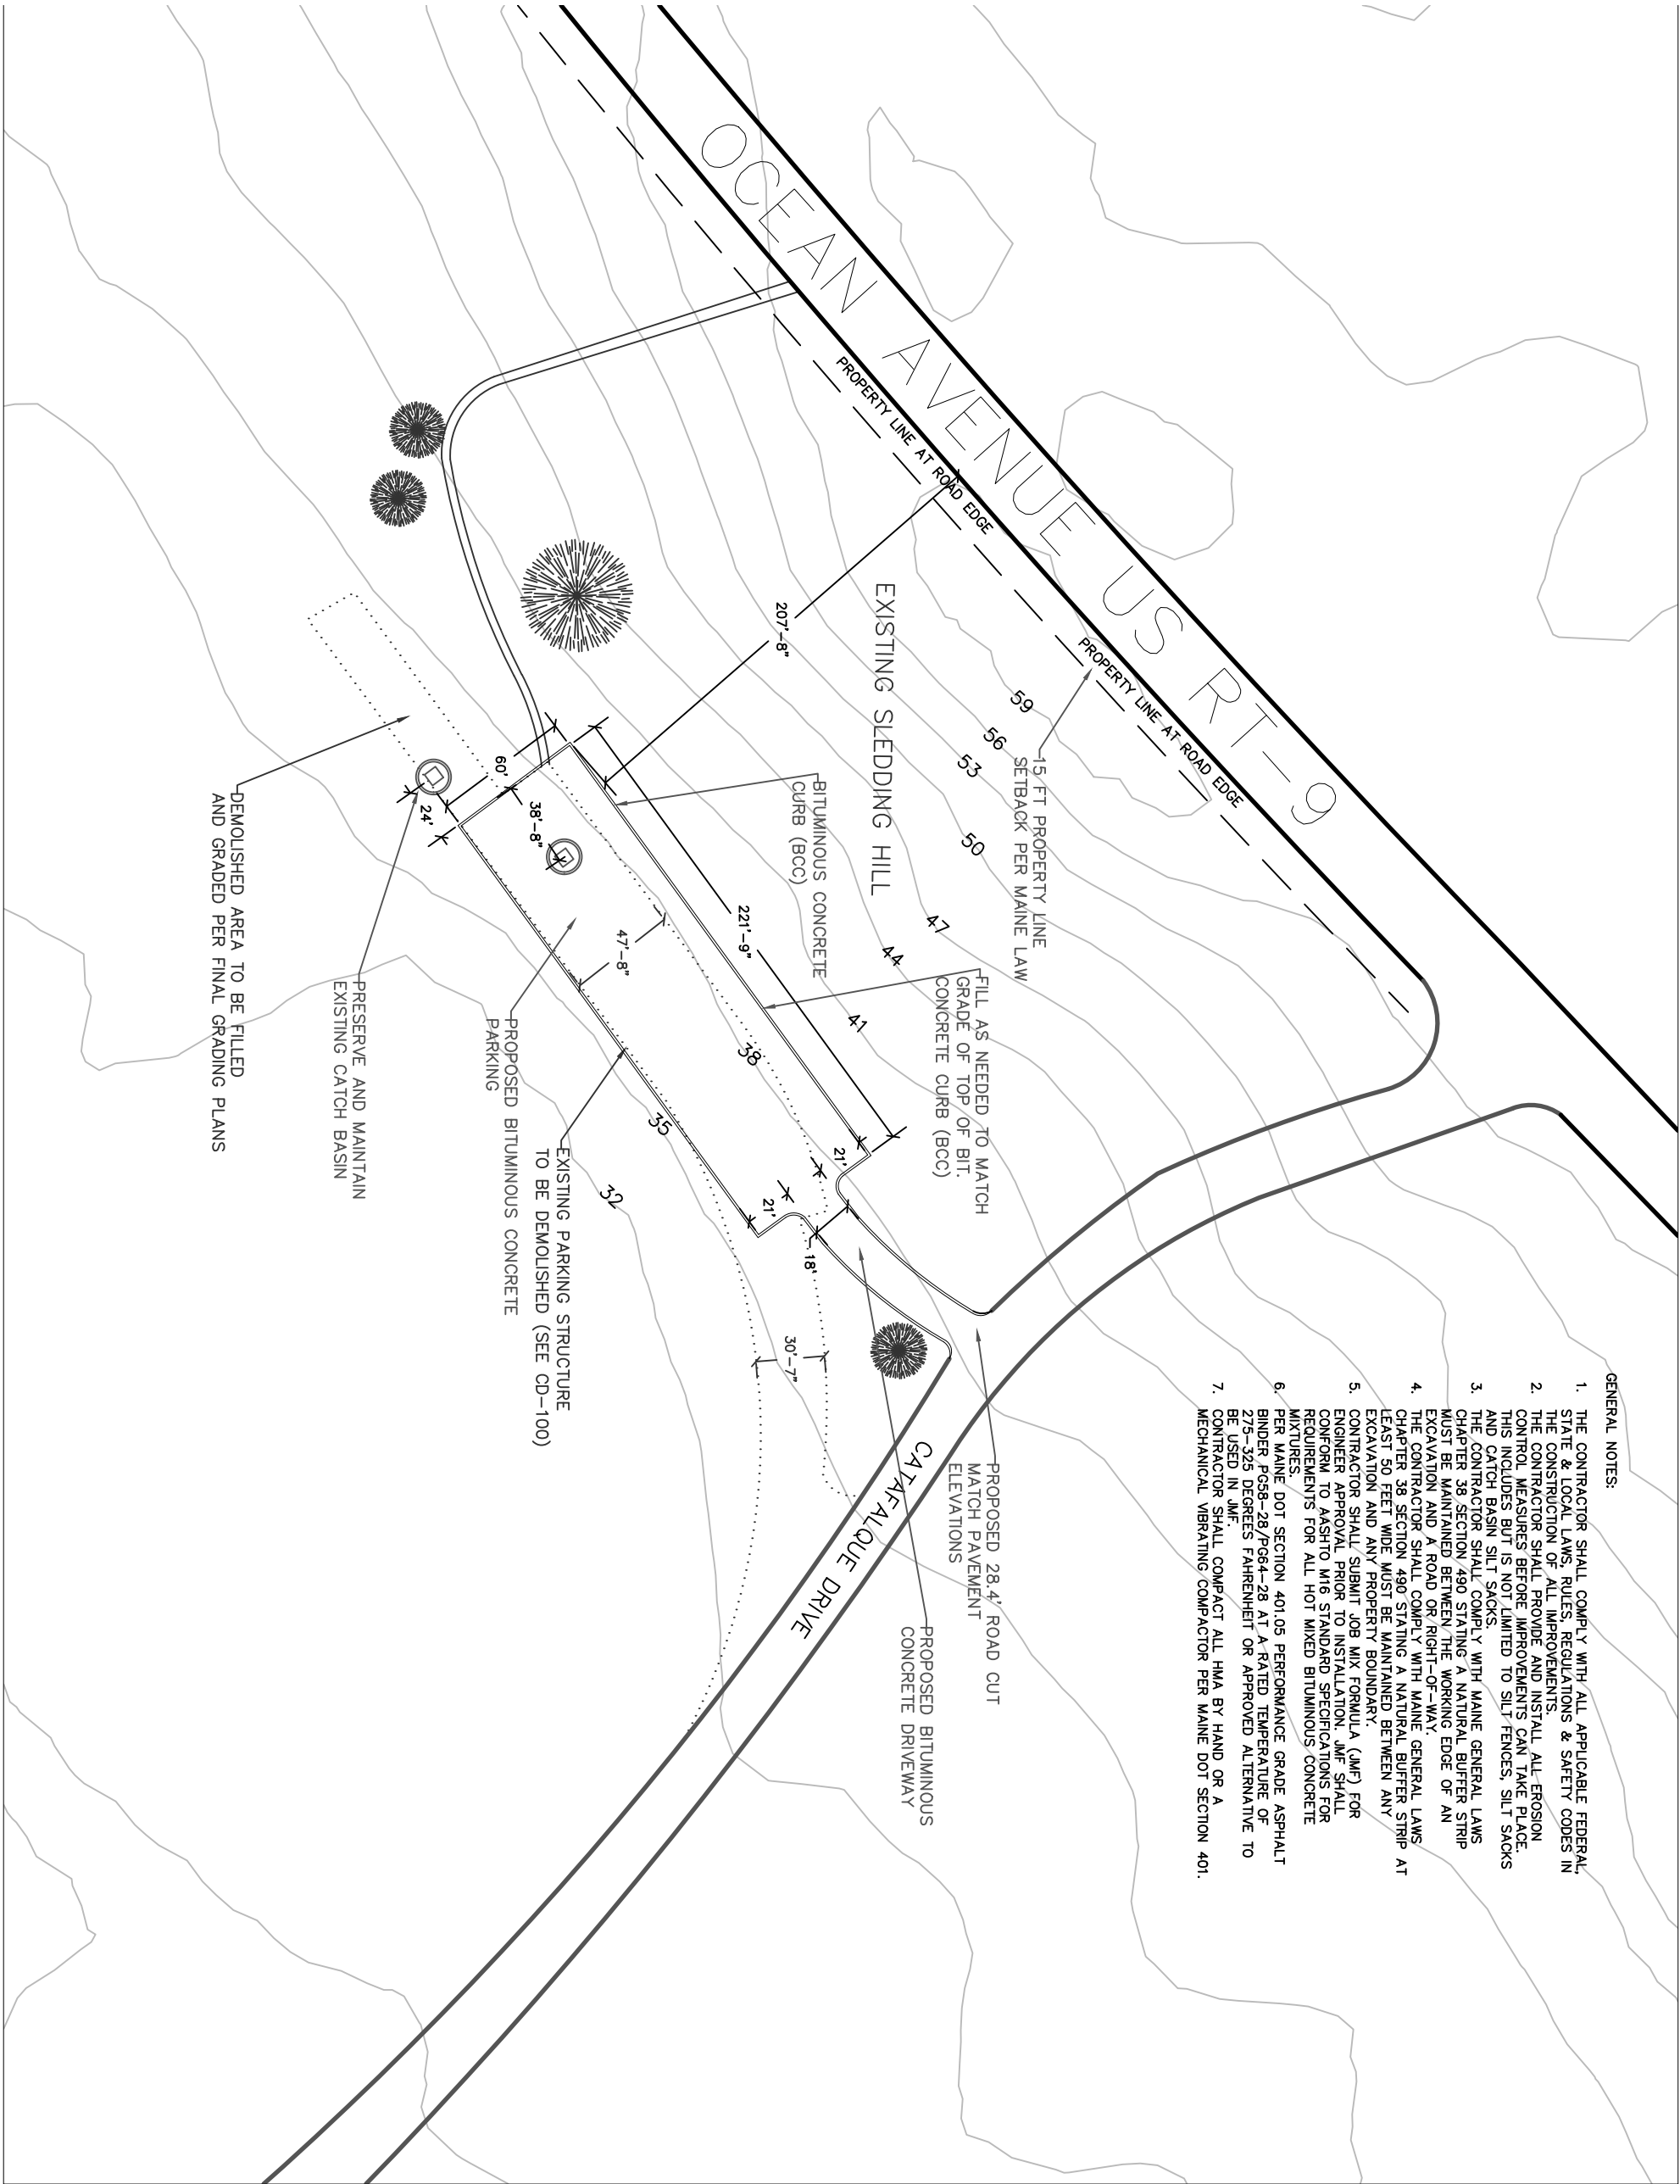 OCEAN AVENUE US RT-9
PROPERTY LINE AT ROAD EDGE
PROPERTY LINE AT ROAD EDGE
GENERAL NOTES:
1. THE CONTRACTOR SHALL COMPLY WITH ALL APPLICABLE FEDERAL,
STATE & LOCAL LAWS, RULES, REGULATIONS & SAFETY CODES IN
THE CONSTRUCTION OF ALL IMPROVEMENTS.
2. THE CONTRACTOR SHALL PROVIDE AND INSTALL ALL EROSION
CONTROL MEASURES BEFORE IMPROVEMENTS CAN TAKE PLACE.
THIS INCLUDES BUT IS NOT LIMITED TO SILT FENCES, SILT SACKS
AND CATCH BASIN SILT SACKS.
3. THE CONTRACTOR SHALL COMPLY WITH MAINE GENERAL LAWS
CHAPTER 38 SECTION 490 STATING A NATURAL BUFFER STRIP
MUST BE MAINTAINED BETWEEN THE WORKING EDGE OF AN
EXCAVATION AND A ROAD OR RIGHT-OF-WAY.
4. THE CONTRACTOR SHALL COMPLY WITH MAINE GENERAL LAWS
CHAPTER 38 SECTION 490 STATING A NATURAL BUFFER STRIP AT
LEAST 50 FEET WIDE MUST BE MAINTAINED BETWEEN ANY
EXCAVATION AND ANY PROPERTY BOUNDARY.
5. CONTRACTOR SHALL SUBMIT JOB MIX FORMULA (JMF) FOR
ENGINEER APPROVAL PRIOR TO INSTALLATION. JMF SHALL
CONFORM TO AASHTO M16 STANDARD SPECIFICATIONS FOR
REQUIREMENTS FOR ALL HOT MIXED BITUMINOUS CONCRETE
MIXTURES.
6. PER MAINE DOT SECTION 401.05 PERFORMANCE GRADE ASPHALT
BINDER PG58-28/PG64-28 AT A RATED TEMPERATURE OF
275-325 DEGREES FAHRENHEIT OR APPROVED ALTERNATIVE TO
BE USED IN JMF.
7. CONTRACTOR SHALL COMPACT ALL HMA BY HAND OR A
MECHANICAL VIBRATING COMPACTOR PER MAINE DOT SECTION 401.
15 FT PROPERTY LINE
SETBACK PER MAINE LAW
59
56
53
50
47
44
41
38
35
32
EXISTING SLEDDING HILL
207'-8"
BITUMINOUS CONCRETE
CURB (BCC)
FILL AS NEEDED TO MATCH
GRADE OF TOP OF BIT.
CONCRETE CURB (BCC)
221'-9"
60'
38'-8"
24'
47'-8"
21'
21'
18'
30'-7"
PROPOSED 28.4' ROAD CUT
MATCH PAVEMENT
ELEVATIONS
PROPOSED BITUMINOUS
CONCRETE DRIVEWAY
CATAFALQUE DRIVE
EXISTING PARKING STRUCTURE
TO BE DEMOLISHED (SEE CD-100)
PROPOSED BITUMINOUS CONCRETE
PARKING
PRESERVE AND MAINTAIN
EXISTING CATCH BASIN
DEMOLISHED AREA TO BE FILLED
AND GRADED PER FINAL GRADING PLANS